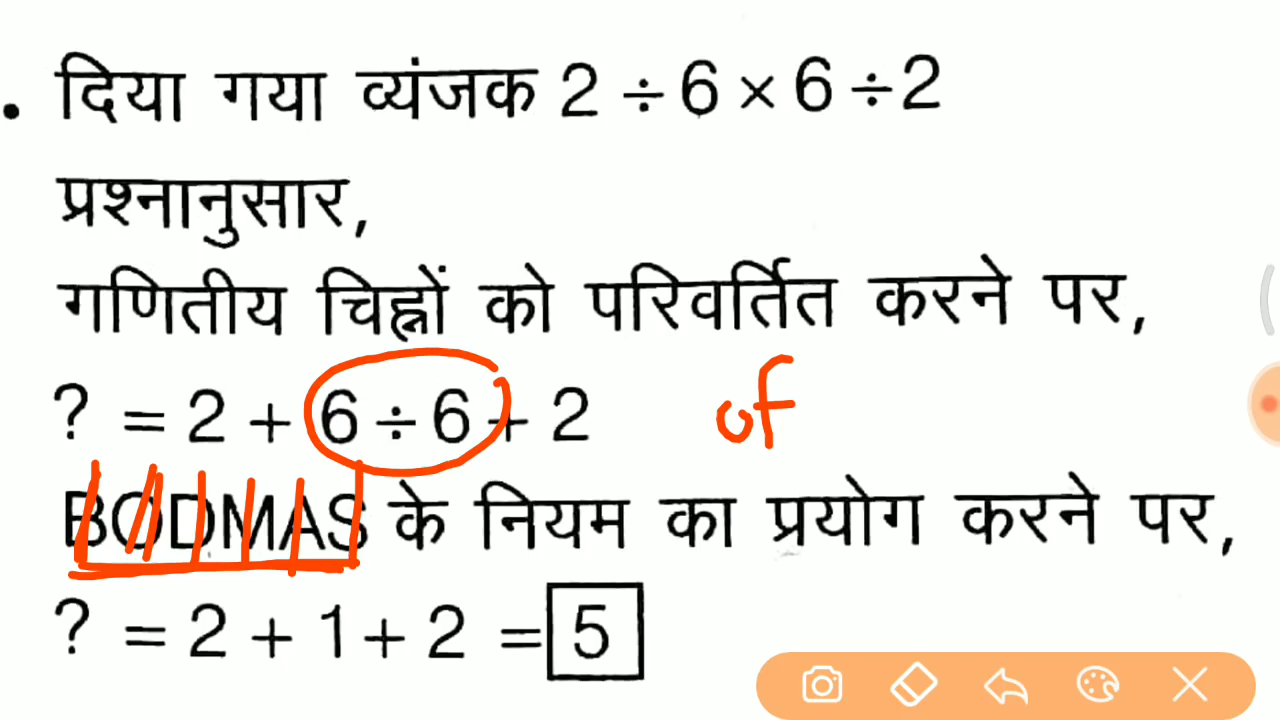 . दिया गया व्यंजक 2 ÷ 6 × 6 ÷ 2
प्रश्नानुसार,
गणितीय चिह्नों को परिवर्तित करने पर,
? = 2 + 6 ÷ 6 + 2 of
BODMAS के नियम का प्रयोग करने पर,
? = 2 + 1 + 2 = 5